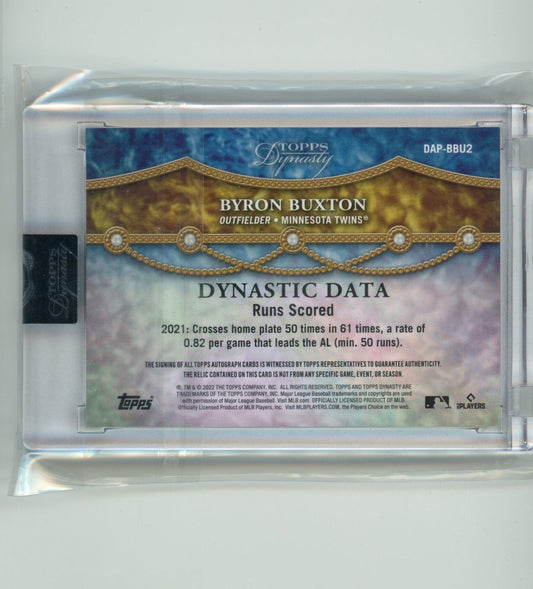 TOPPS
Dynasty
DAP-BBU2
BYRON BUXTON
OUTFIELDER • MINNESOTA TWINS®
TOPPS
Dynasty
DYNASTIC DATA
Runs Scored
2021: Crosses home plate 50 times in 61 times, a rate of
0.82 per game that leads the AL (min. 50 runs).
THE SIGNING OF ALL TOPPS AUTOGRAPH CARDS IS WITNESSED BY TOPPS REPRESENTATIVES TO GUARANTEE AUTHENTICITY.
THE RELIC CONTAINED ON THIS CARD IS NOT FROM ANY SPECIFIC GAME, EVENT, OR SEASON.
®, TM & © 2022 THE TOPPS COMPANY, INC. ALL RIGHTS RESERVED. TOPPS AND TOPPS DYNASTY ARE
TRADEMARKS OF THE TOPPS COMPANY, INC. Major League Baseball trademarks and copyrights are used
with permission of Major League Baseball. Visit MLB.com. OFFICIALLY LICENSED PRODUCT OF MLB
Officially Licensed Product of MLB Players, Inc. Visit MLBPLAYERS.COM, the Players Choice on the web.
Topps
PLAYERS